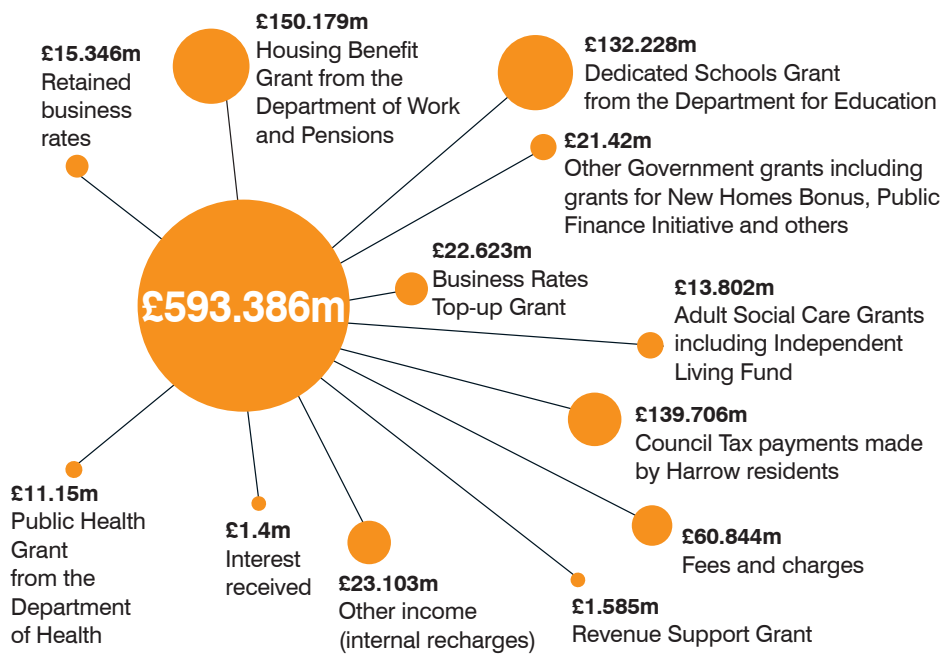 £15.346m
Retained
business
rates
£150.179m
Housing Benefit
Grant from the
Department of Work
and Pensions
£132.228m
Dedicated Schools Grant
from the Department for Education
£21.42m
Other Government grants including
grants for New Homes Bonus, Public
Finance Initiative and others
£22.623m
Business Rates
Top-up Grant
£593.386m
£13.802m
Adult Social Care Grants
including Independent
Living Fund
£139.706m
Council Tax payments made
by Harrow residents
£60.844m
Fees and charges
£1.585m
Revenue Support Grant
£23.103m
Other income
(internal recharges)
£1.4m
Interest
received
£11.15m
Public Health
Grant
from the
Department
of Health